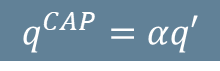 q^{CAP} = αq′